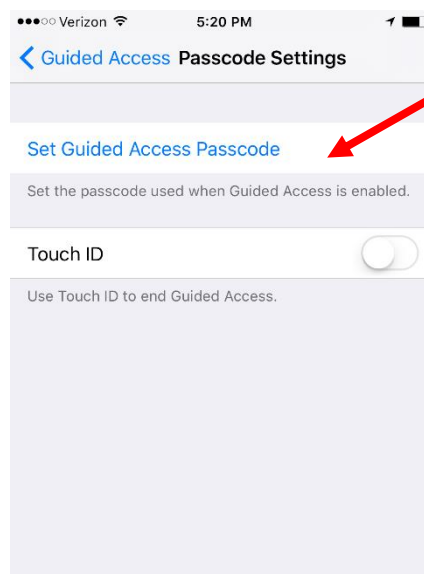 Verizon 5:20 PM
Guided Access Passcode Settings
Set Guided Access Passcode
Set the passcode used when Guided Access is enabled.
Touch ID
Use Touch ID to end Guided Access.